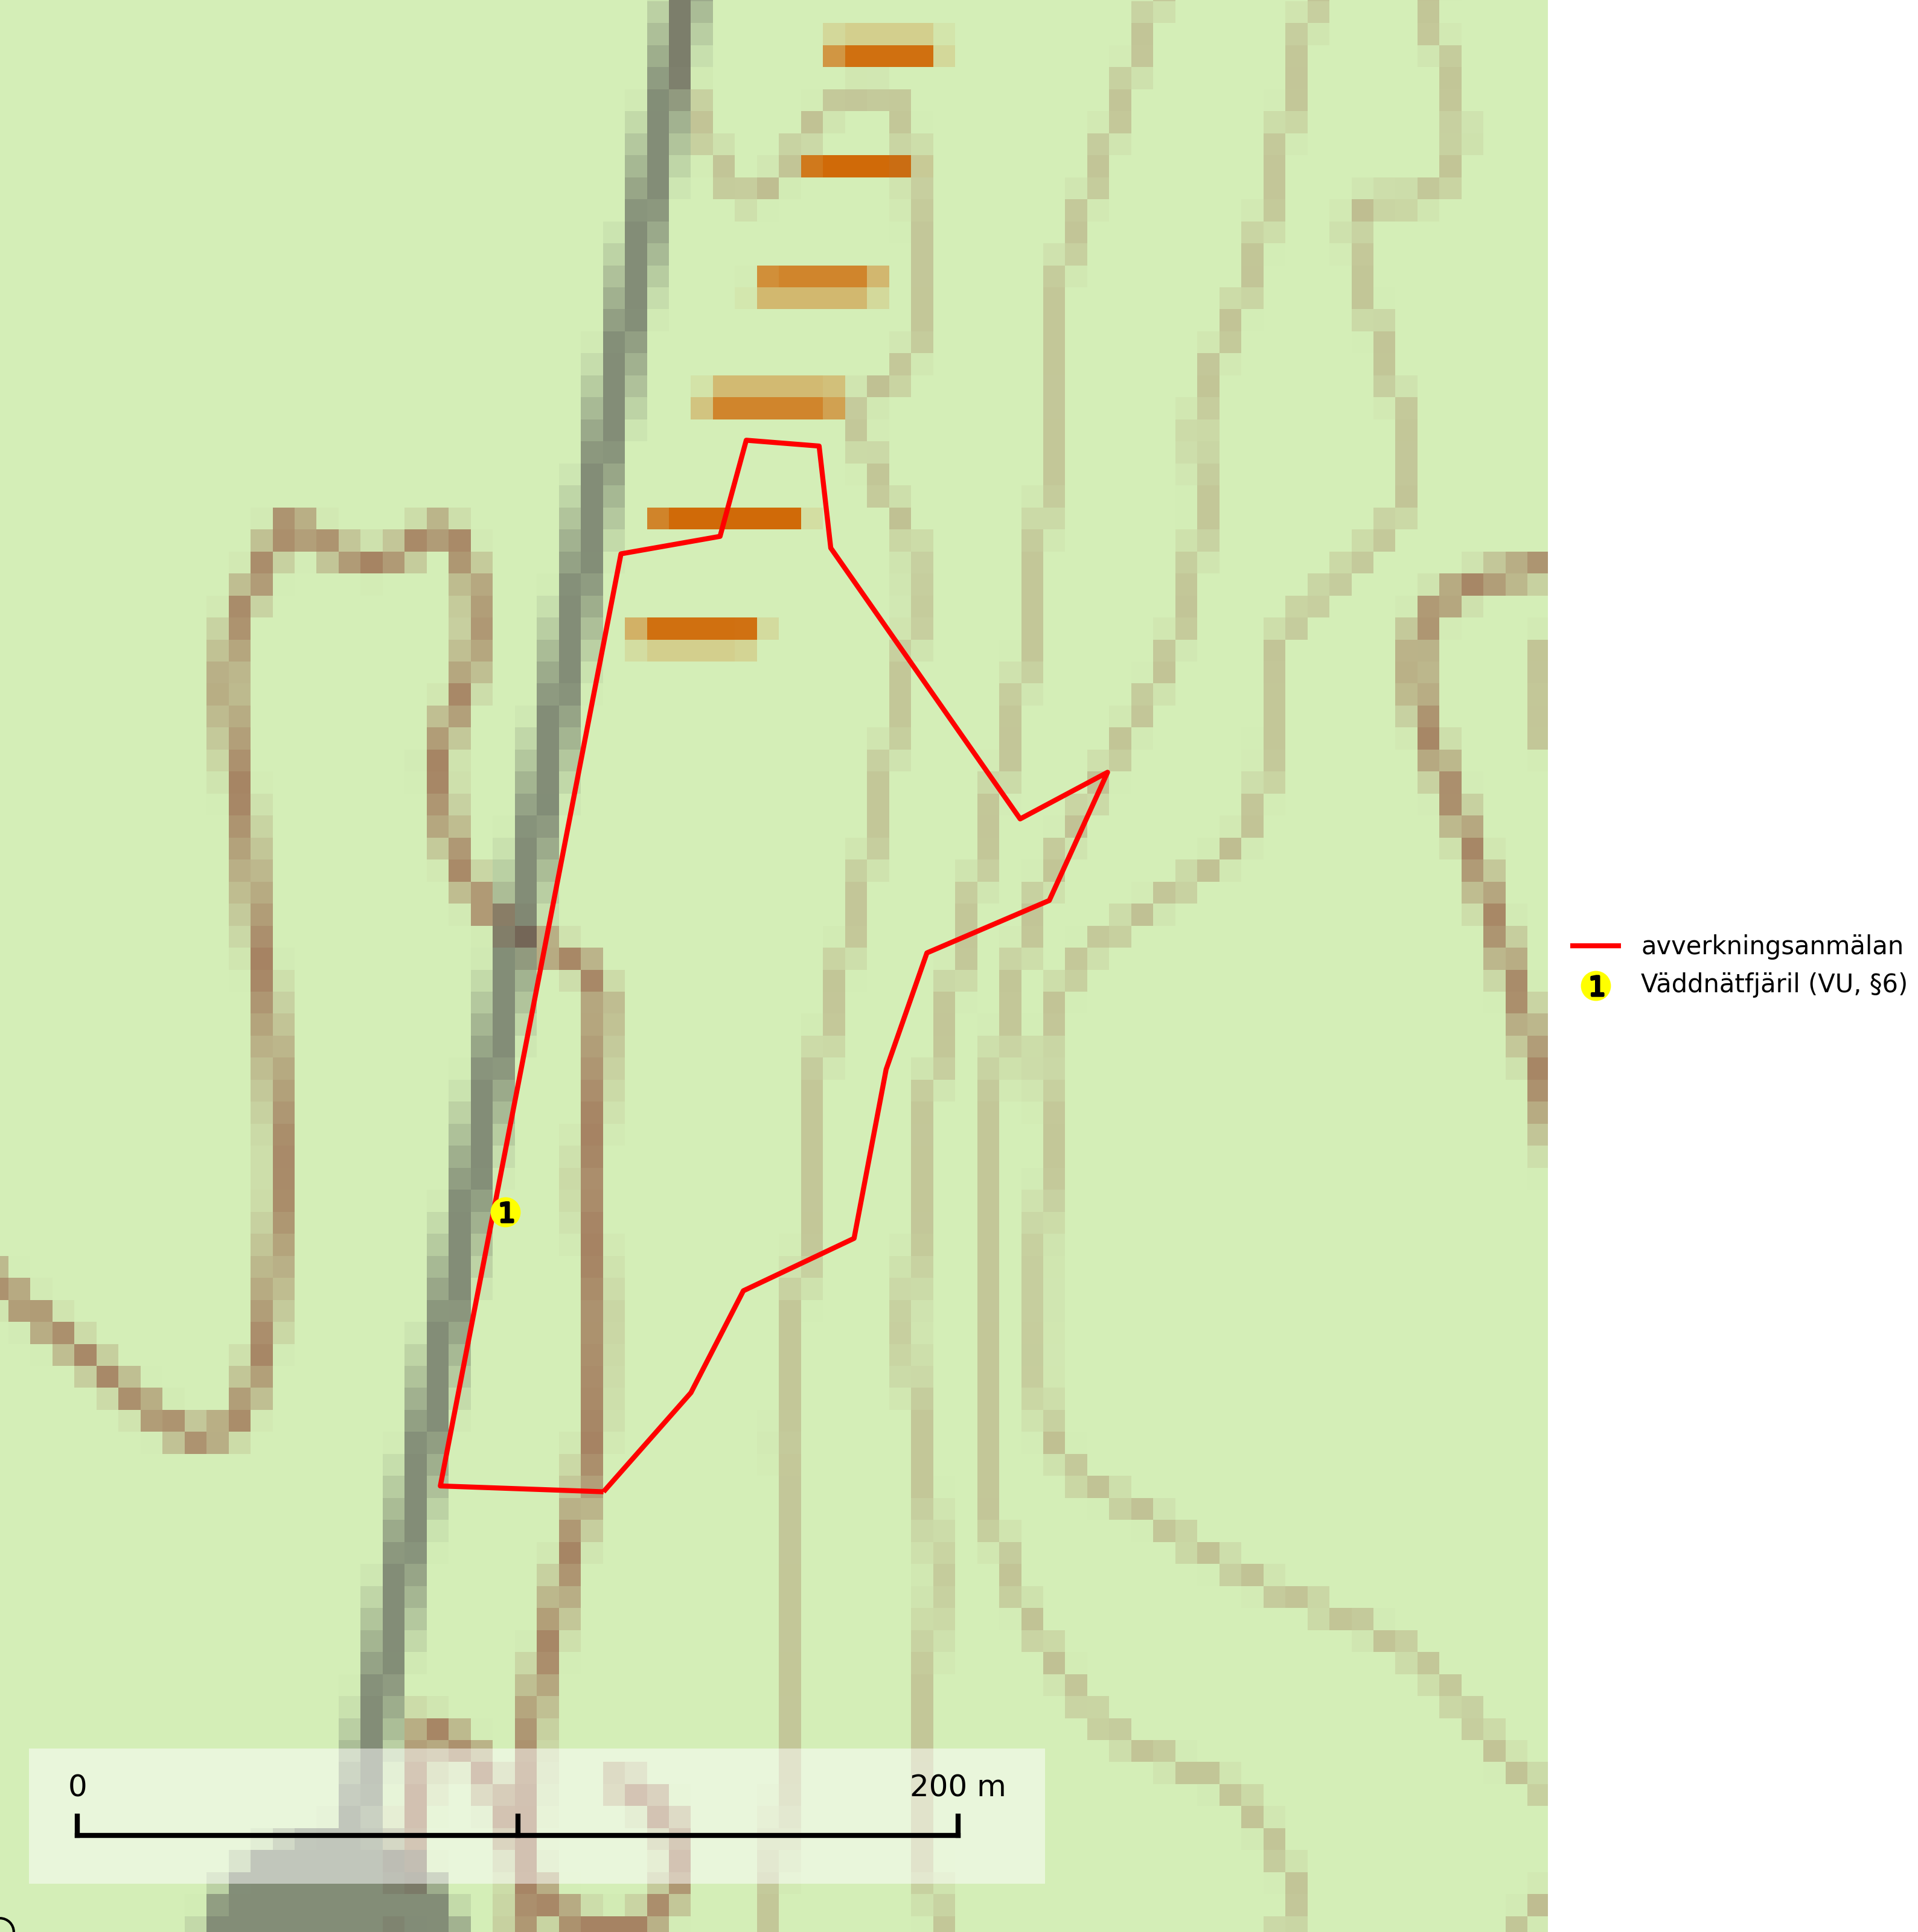 avverkningsanmälan
1 Väddnätfjäril (VU, §6)
1
0 200 m